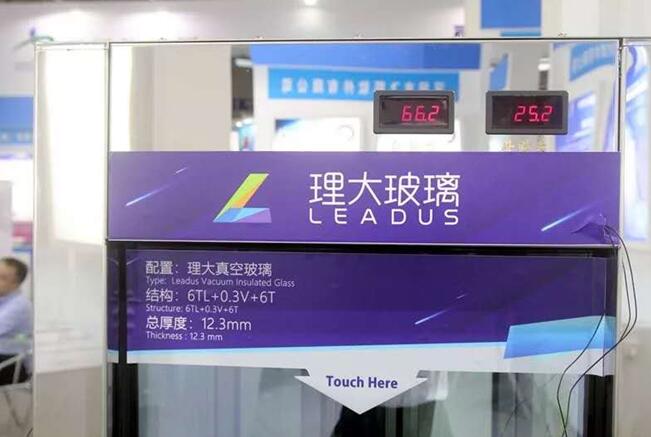 66.2
25.2
理大玻璃
LEADUS
配置：理大真空玻璃
Type: Leadus Vacuum Insulated Glass
结构：6TL+0.3V+6T
Structure: 6TL+0.3V+6T
总厚度：12.3mm
Thickness : 12.3 mm
Touch Here